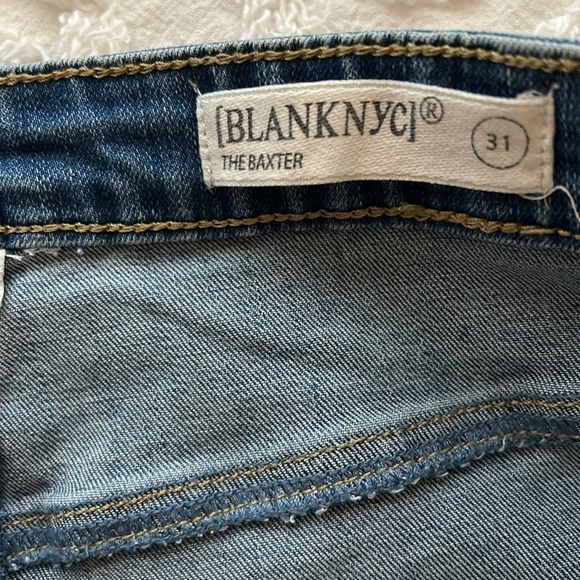 [BLANKNYC]®
THE BAXTER
31